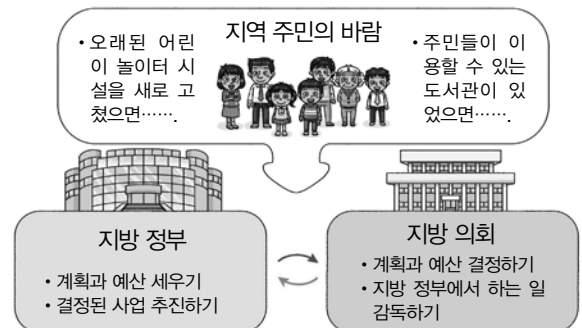 지역 주민의 바람
• 오래된 어린
이 놀이터 시
설을 새로 고
쳤으면…….
• 주민들이 이
용할 수 있는
도서관이 있
었으면…….
지방 정부
• 계획과 예산 세우기
• 결정된 사업 추진하기
지방 의회
• 계획과 예산 결정하기
• 지방 정부에서 하는 일
감독하기